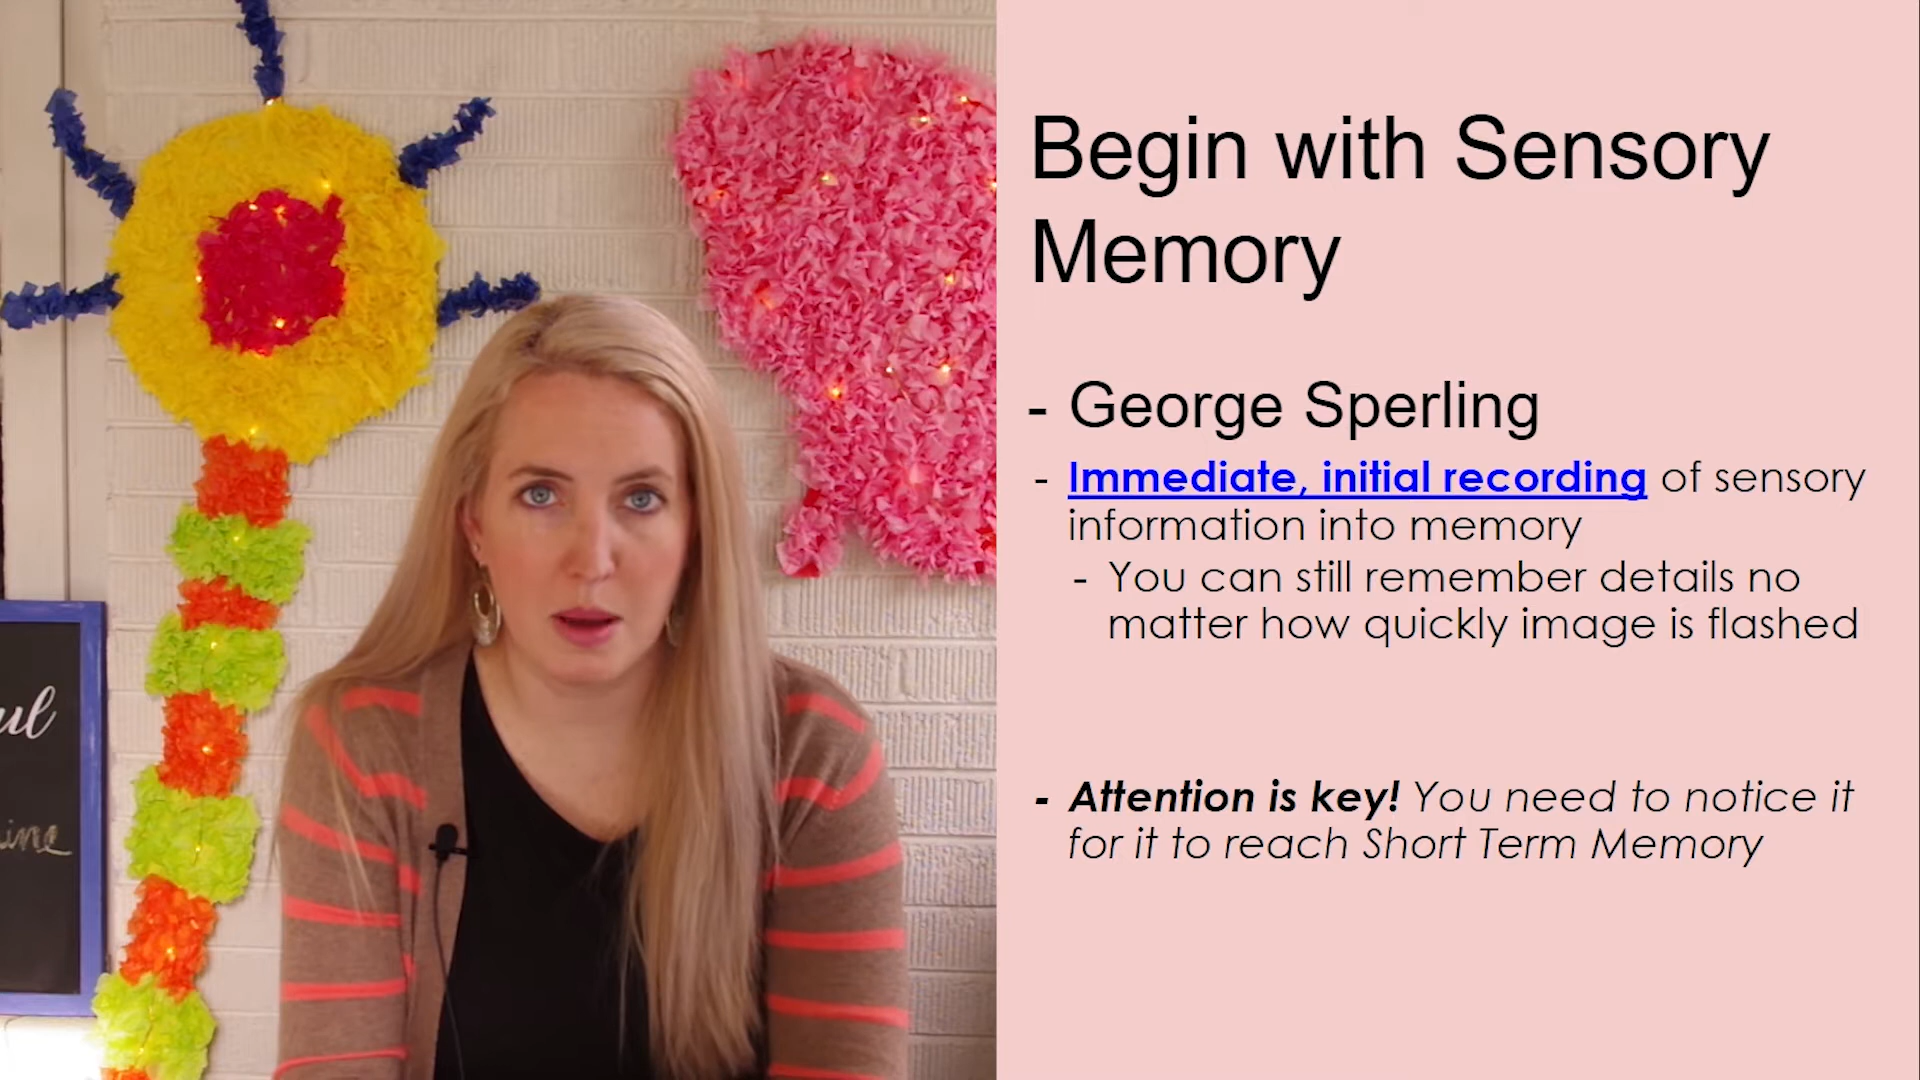 Begin with Sensory
Memory
- George Sperling
- Immediate, initial recording of sensory
information into memory
- You can still remember details no
matter how quickly image is flashed
- Attention is key! You need to notice it
for it to reach Short Term Memory
ul
ine